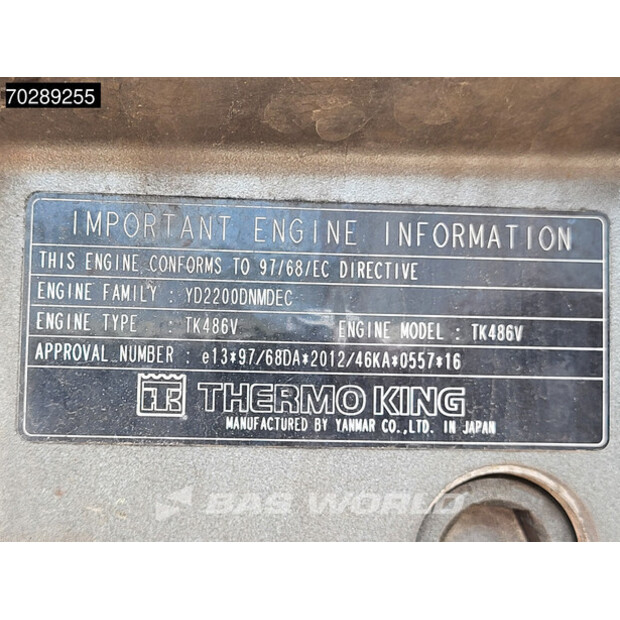 70289255
IMPORTANT ENGINE INFORMATION
THIS ENGINE CONFORMS TO 97/68/EC DIRECTIVE
ENGINE FAMILY : YD2200DNMDEC
ENGINE TYPE : TK486V ENGINE MODEL : TK486V
APPROVAL NUMBER : e13*97/68DA*2012/46KA*0557*16
TK THERMO KING
MANUFACTURED BY YANMAR CO.,LTD. IN JAPAN
BAS WORLD